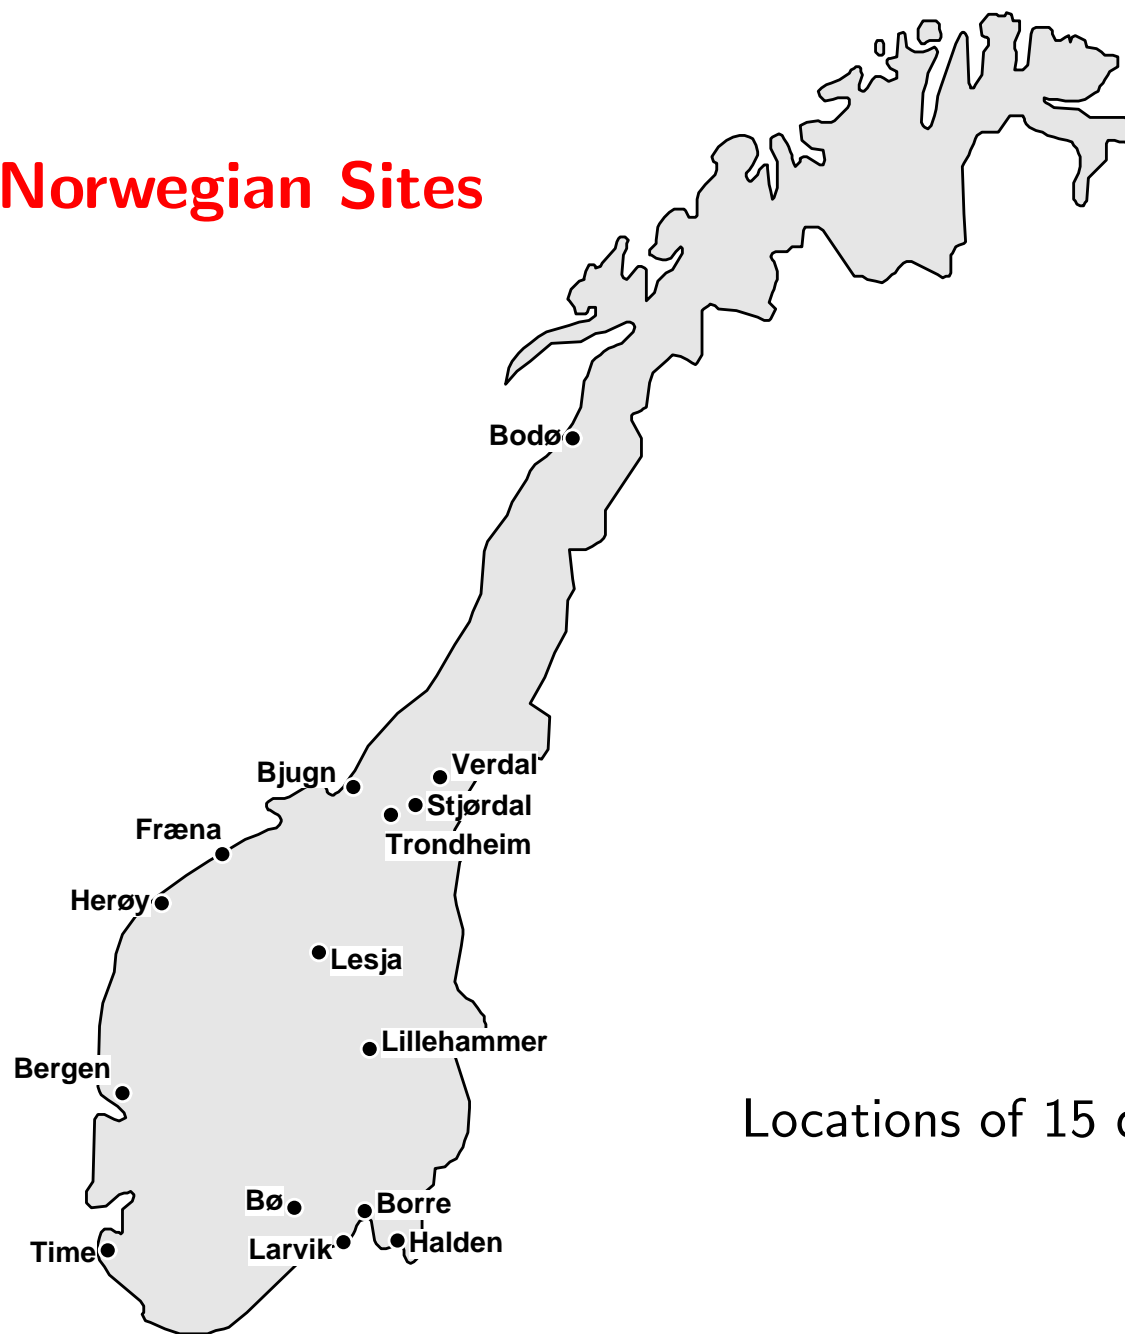 Norwegian Sites
Bodø
Bjugn
Verdal
Stjørdal
Fræna
Trondheim
Herøy
Lesja
Lillehammer
Bergen
Locations of 15
Bø
Borre
Time
Larvik
Halden